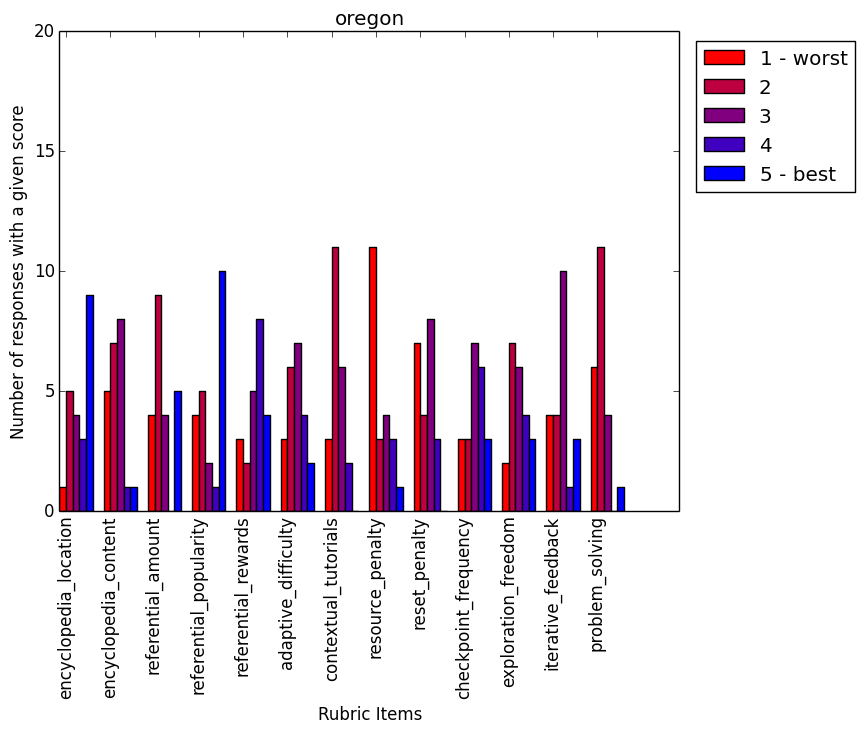 oregon
20
15
10
5
0
Number of responses with a given score
encyclopedia_location
encyclopedia_content
referential_amount
referential_popularity
referential_rewards
adaptive_difficulty
contextual_tutorials
resource_penalty
reset_penalty
checkpoint_frequency
exploration_freedom
iterative_feedback
problem_solving
Rubric Items
1 - worst
2
3
4
5 - best